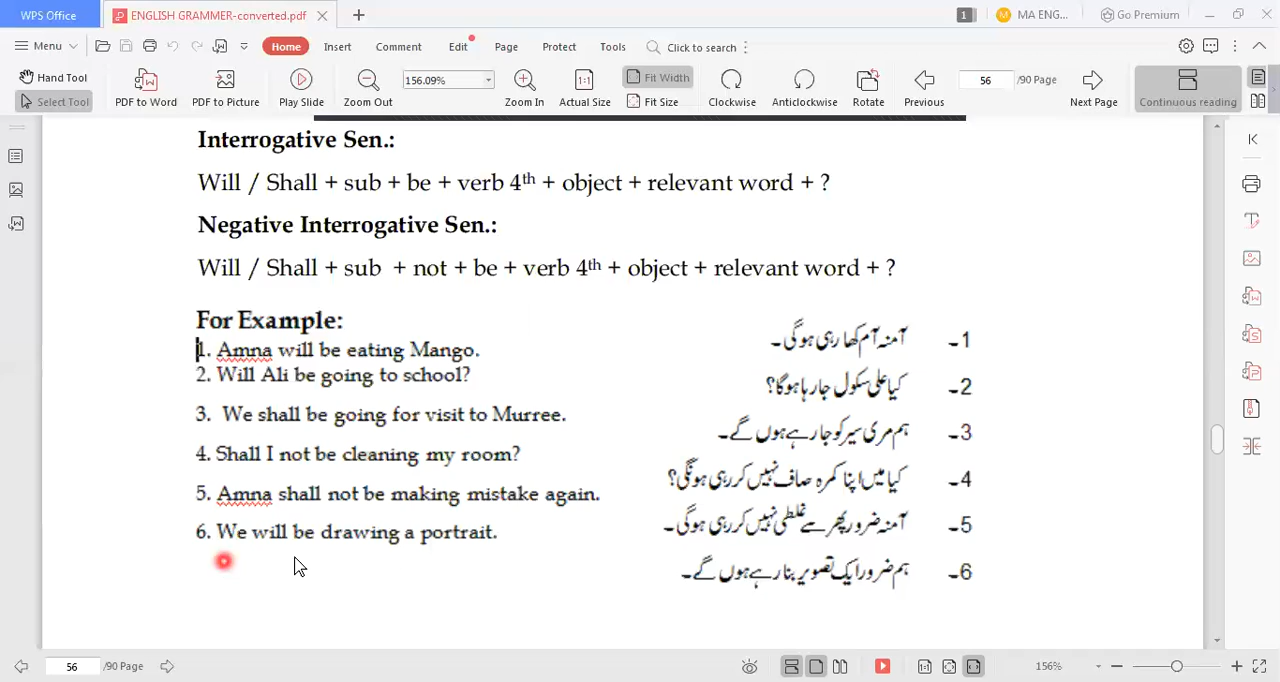 WPS Office
ENGLISH GRAMMER-converted.pdf
1
MA ENG...
Go Premium
Menu
Home
Insert
Comment
Edit
Page
Protect
Tools
Click to search
Hand Tool
Select Tool
PDF to Word
PDF to Picture
Play Slide
Zoom Out
156.09%
Zoom In
1:1
Actual Size
Fit Width
Fit Size
Clockwise
Anticlockwise
Rotate
Previous
56
/90 Page
Next Page
Continuous reading
Interrogative Sen.:
Will / Shall + sub + be + verb 4th + object + relevant word + ?
Negative Interrogative Sen.:
Will / Shall + sub + not + be + verb 4th + object + relevant word + ?
For Example:
1. Amna will be eating Mango.
1۔ آمنہ آم کھا رہی ہوگی۔
2. Will Ali be going to school?
2۔ کیا علی سکول جا رہا ہوگا؟
3. We shall be going for visit to Murree.
3۔ ہم مری سیر کو جا رہے ہوں گے۔
4. Shall I not be cleaning my room?
4۔ کیا میں اپنا کمرہ صاف نہیں کر رہی ہونگی؟
5. Amna shall not be making mistake again.
5۔ آمنہ ضرور پھر سے غلطی نہیں کر رہی ہوگی۔
6. We will be drawing a portrait.
6۔ ہم ضرور ایک تصویر بنا رہے ہوں گے۔
56
/90 Page
156%